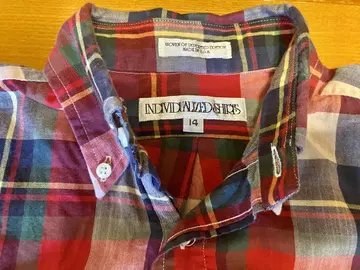 WOVEN OF IMPORTED COTTON
MADE IN U.S.A.
INDIVIDUALIZED SHIRTS
14